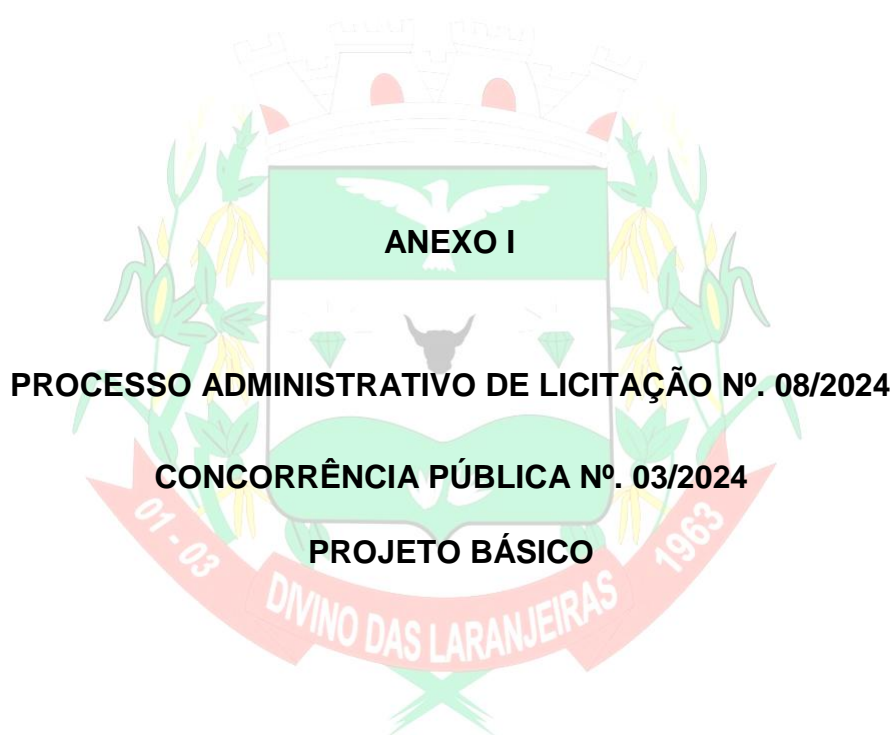 ANEXO I
PROCESSO ADMINISTRATIVO DE LICITAÇÃO Nº. 08/2024
CONCORRÊNCIA PÚBLICA Nº. 03/2024
PROJETO BÁSICO
01 - 03
DIVINO DAS LARANJEIRAS
1963